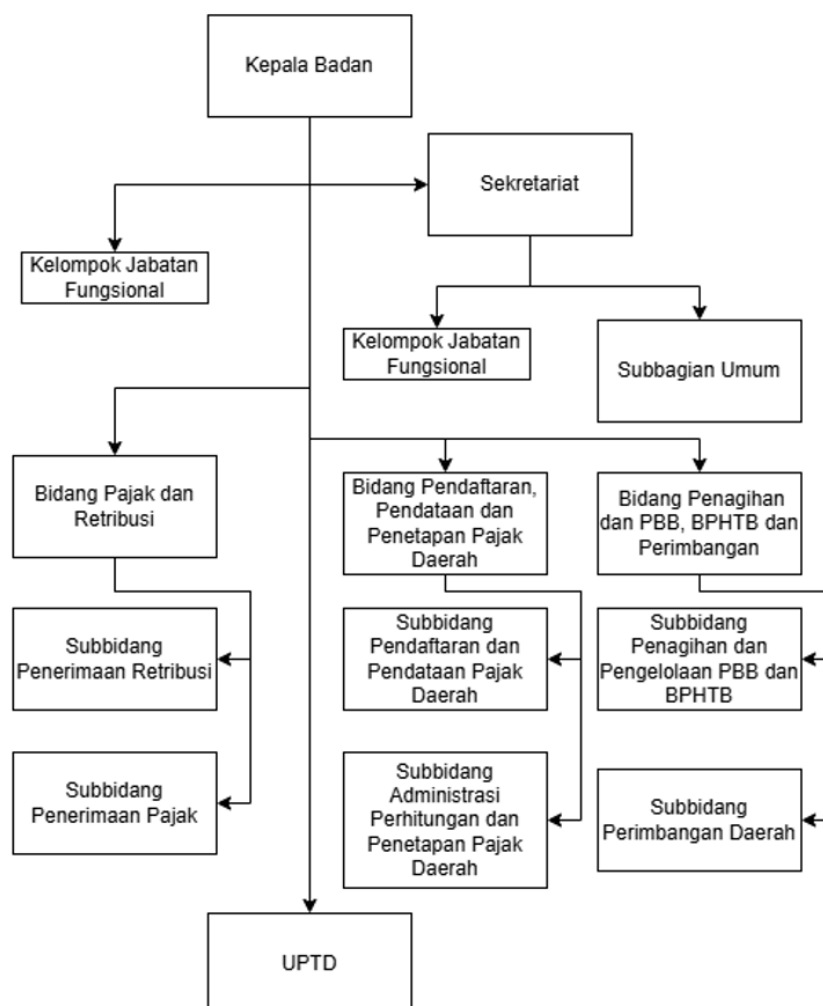 Kepala Badan
Sekretariat
Kelompok Jabatan
Fungsional
Kelompok Jabatan
Fungsional
Subbagian Umum
Bidang Pajak dan
Retribusi
Bidang Pendaftaran,
Pendataan dan
Penetapan Pajak
Daerah
Bidang Penagihan
dan PBB, BPHTB dan
Perimbangan
Subbidang
Penerimaan Retribusi
Subbidang
Pendaftaran dan
Pendataan Pajak
Daerah
Subbidang
Penagihan dan
Pengelolaan PBB dan
BPHTB
Subbidang
Penerimaan Pajak
Subbidang
Administrasi
Perhitungan dan
Penetapan Pajak
Daerah
Subbidang
Perimbangan Daerah
UPTD